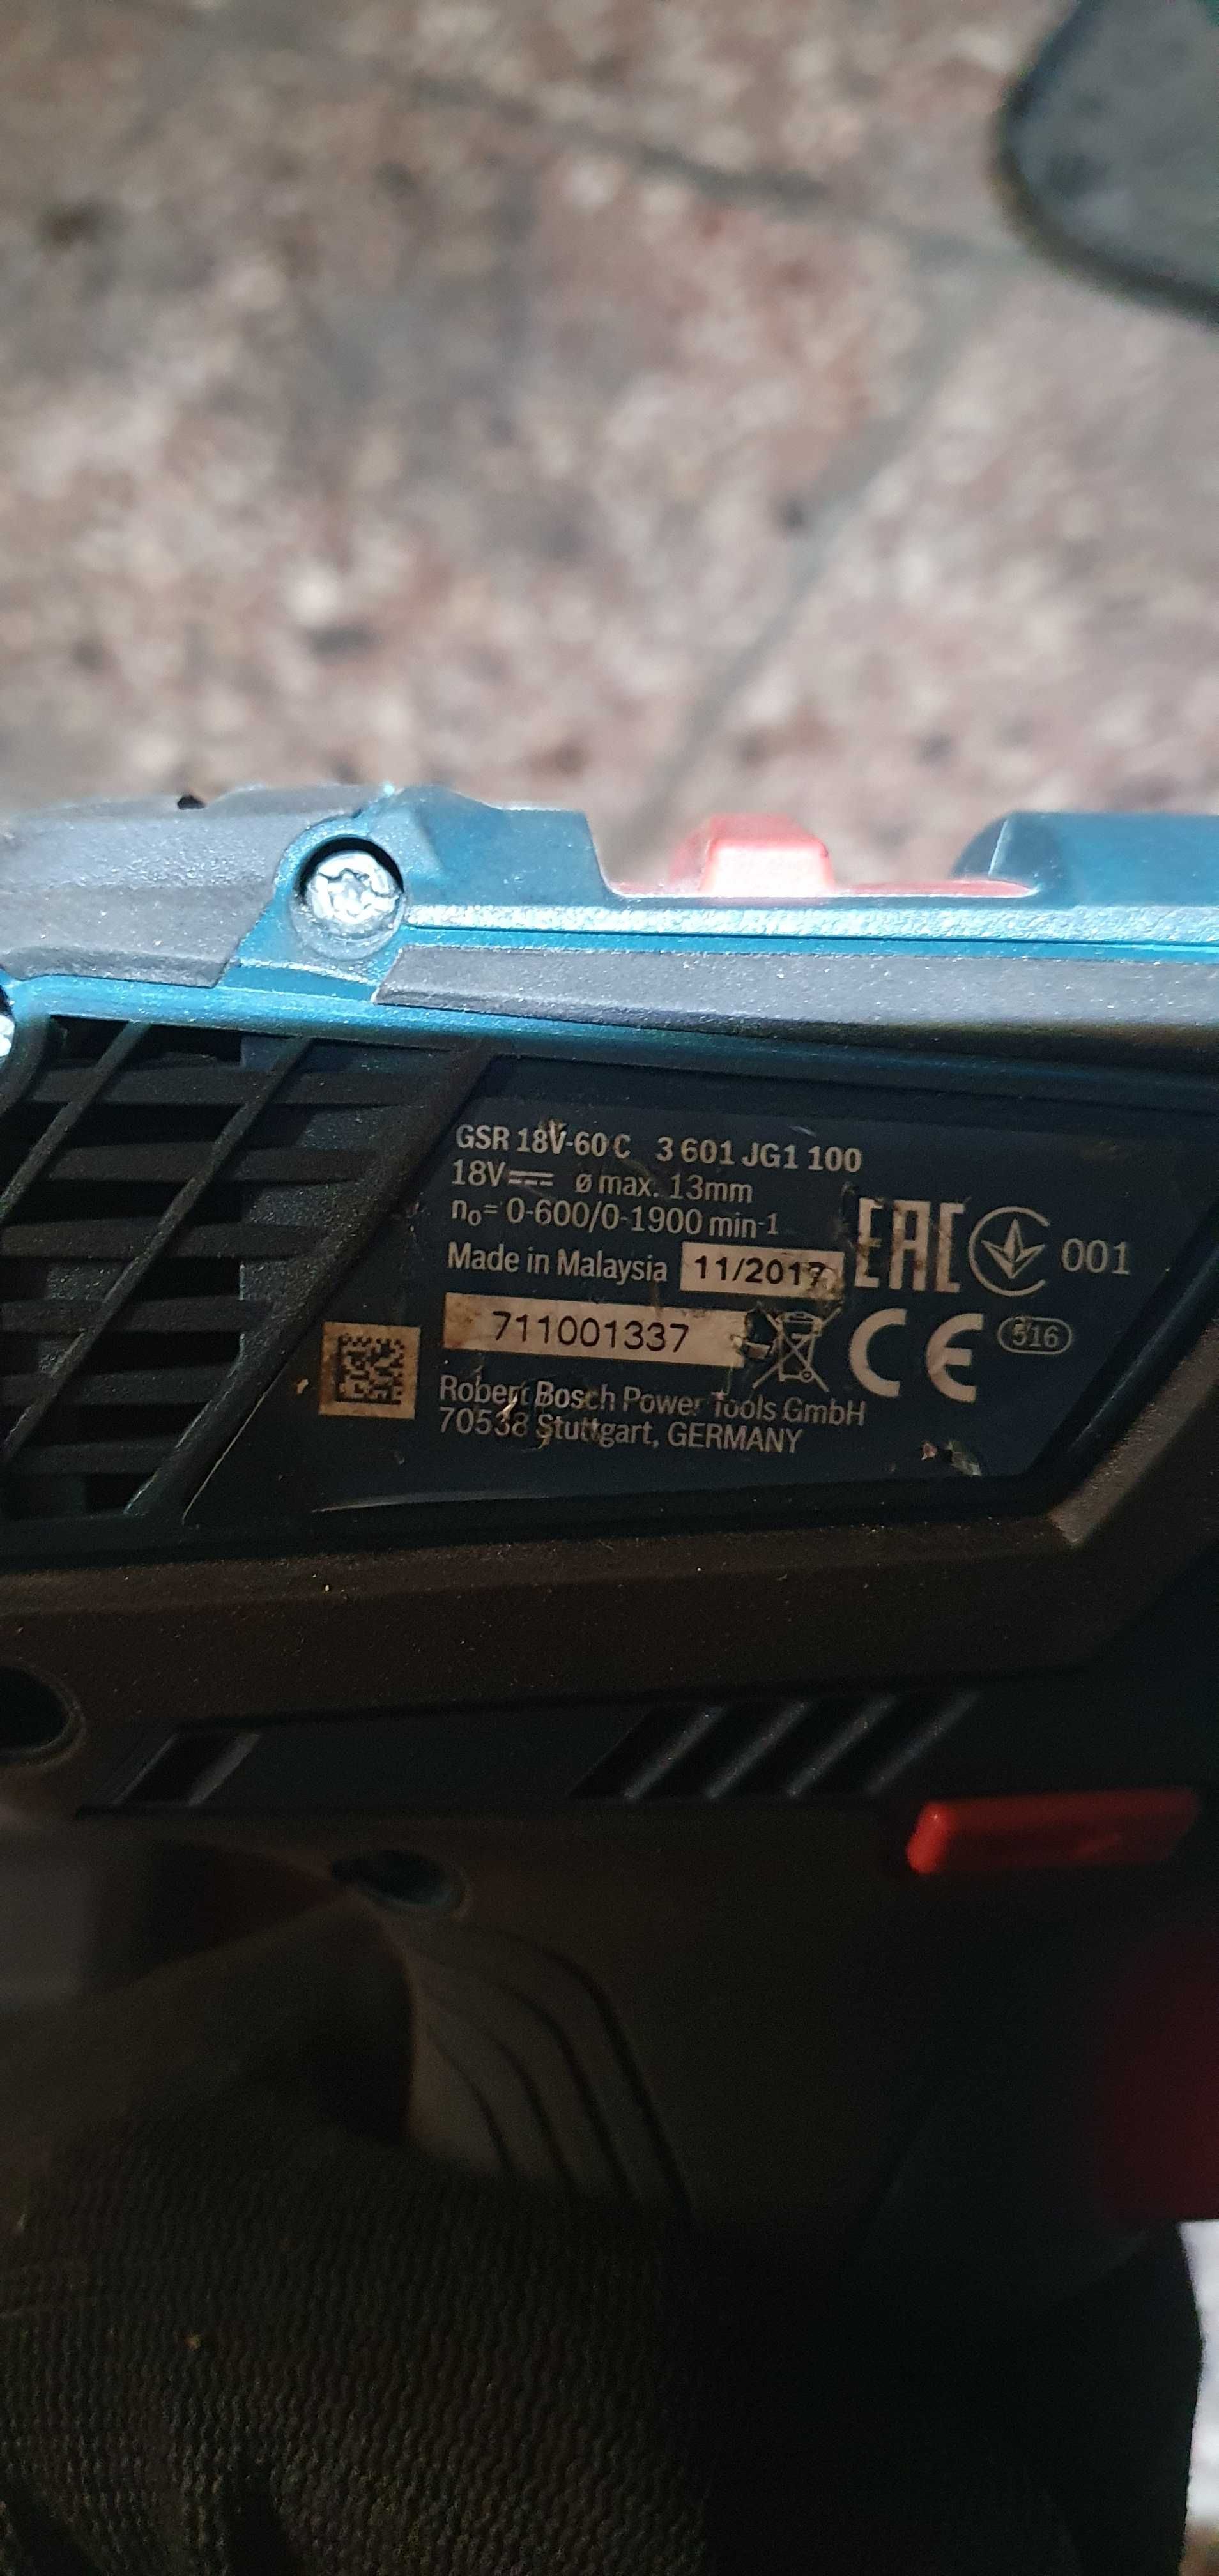 GSR 18V-60 C 3 601 JG1 100
18V ø max. 13mm
n₀= 0-600/0-1900 min-1
Made in Malaysia 11/2017
EAC 001
711001337
CE 516
Robert Bosch Power Tools GmbH
70538 Stuttgart, GERMANY